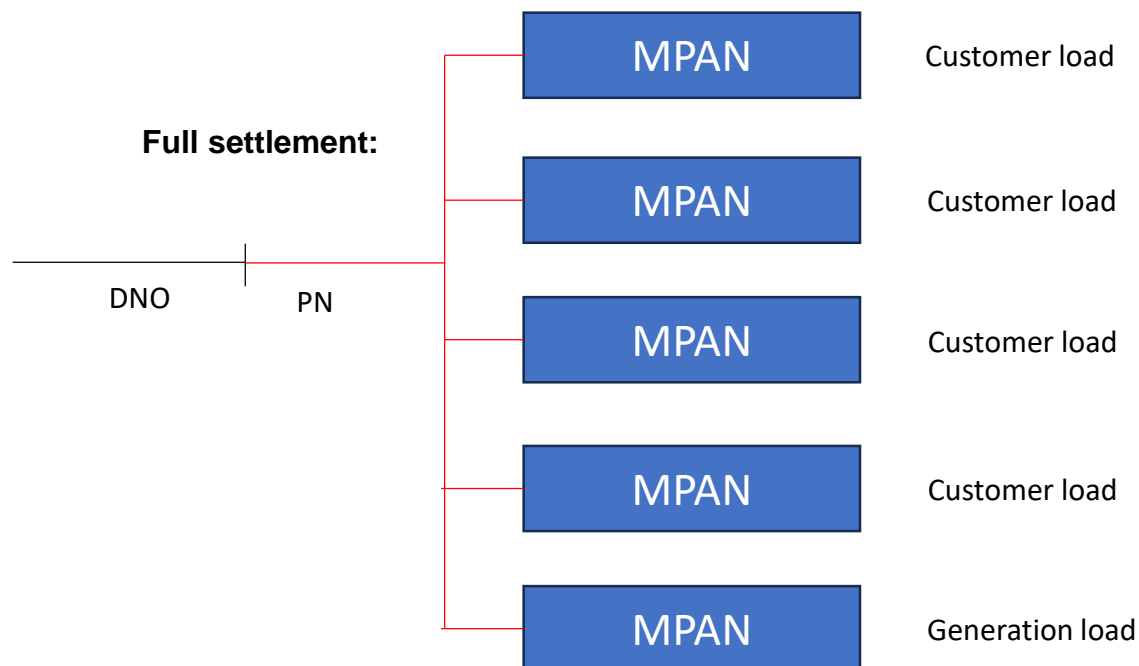 MPAN
Customer load
Full settlement:
MPAN
Customer load
DNO
PN
MPAN
Customer load
MPAN
Customer load
MPAN
Generation load